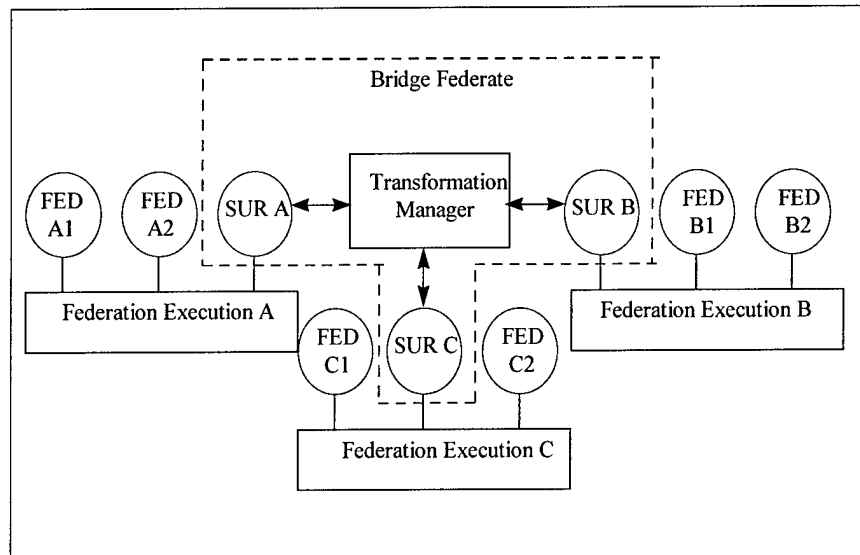 Bridge Federate
Transformation
Manager
FED
A1
FED
A2
SUR A
SUR B
FED
B1
FED
B2
Federation Execution A
Federation Execution B
FED
C1
SUR C
FED
C2
Federation Execution C